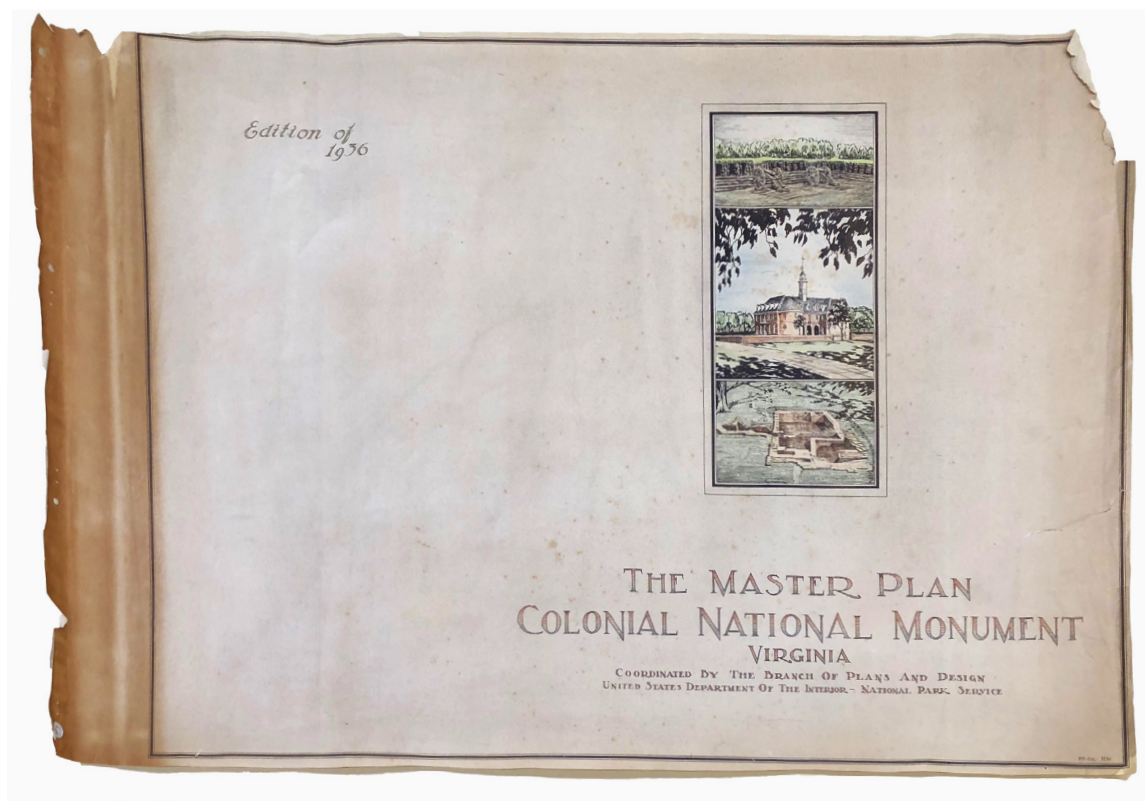 Edition of
1936
THE MASTER PLAN
COLONIAL NATIONAL MONUMENT
VIRGINIA
COORDINATED BY THE BRANCH OF PLANS AND DESIGN
UNITED STATES DEPARTMENT OF THE INTERIOR - NATIONAL PARK SERVICE